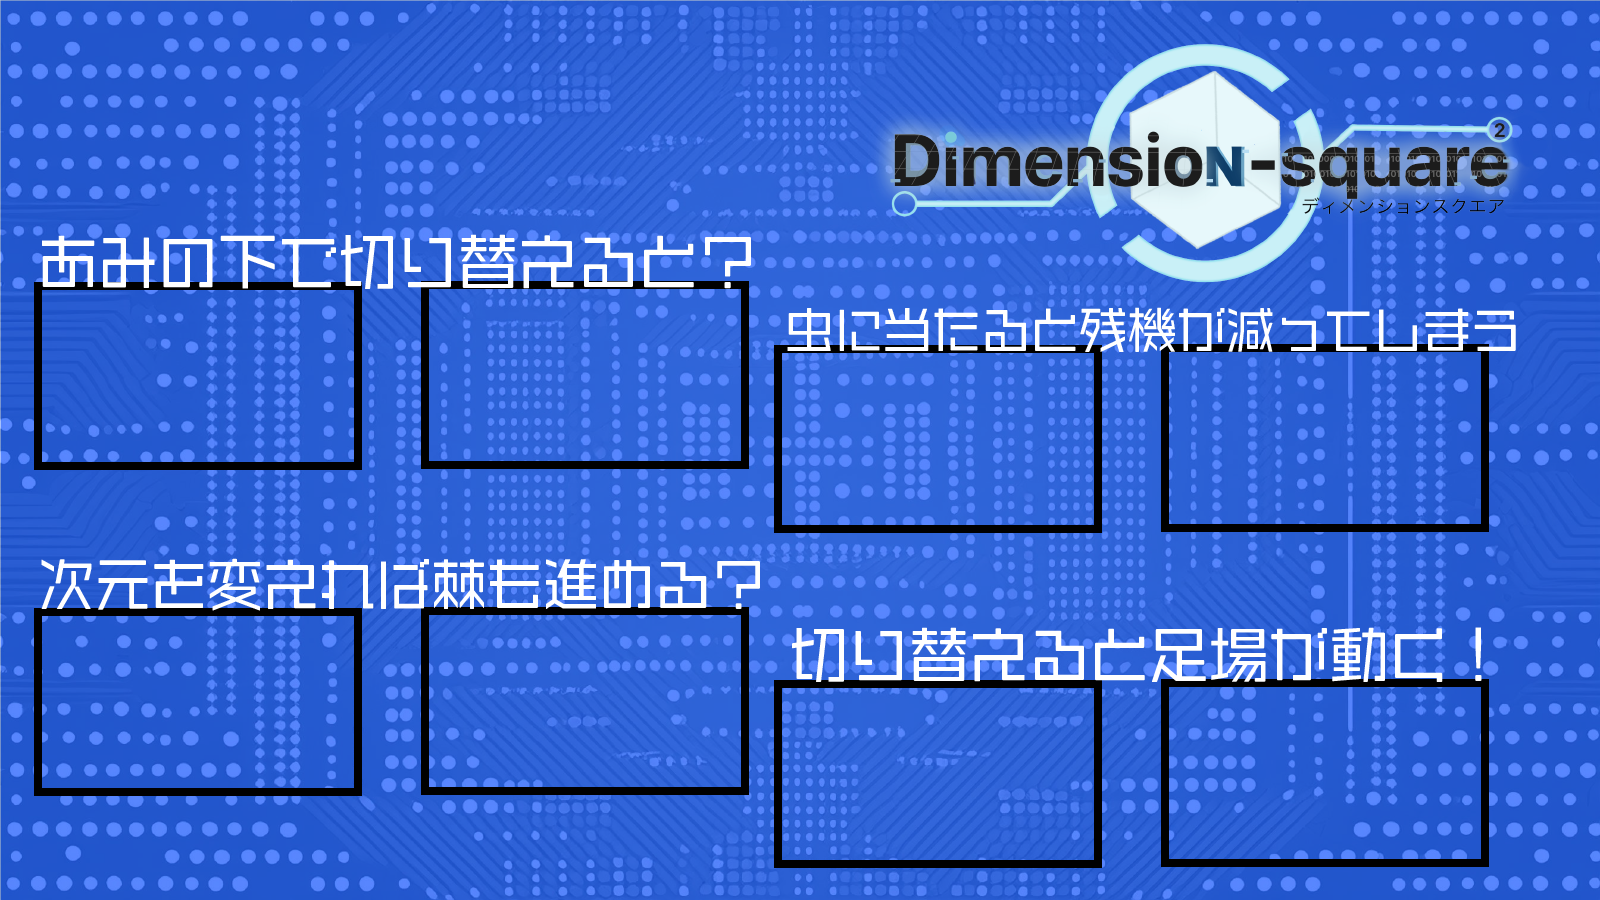 DimensioN-square
2
ディメンションスクエア
あみの下で切り替えると?
虫に当たると残機が減ってしまう
次元を変えれば棘も進める?
切り替えると足場が動く!